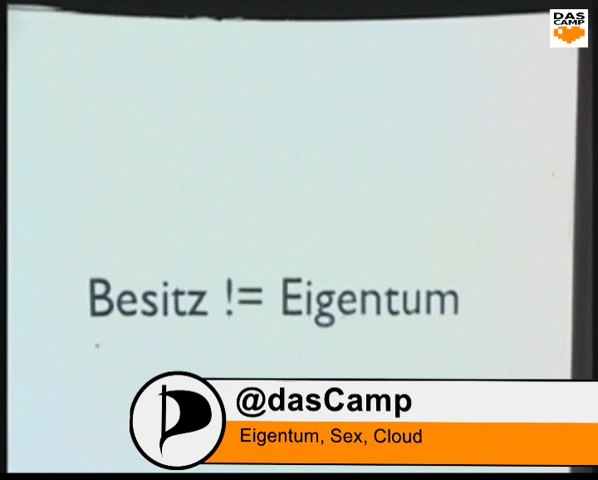 DAS
CAMP
Besitz != Eigentum
@dasCamp
Eigentum, Sex, Cloud